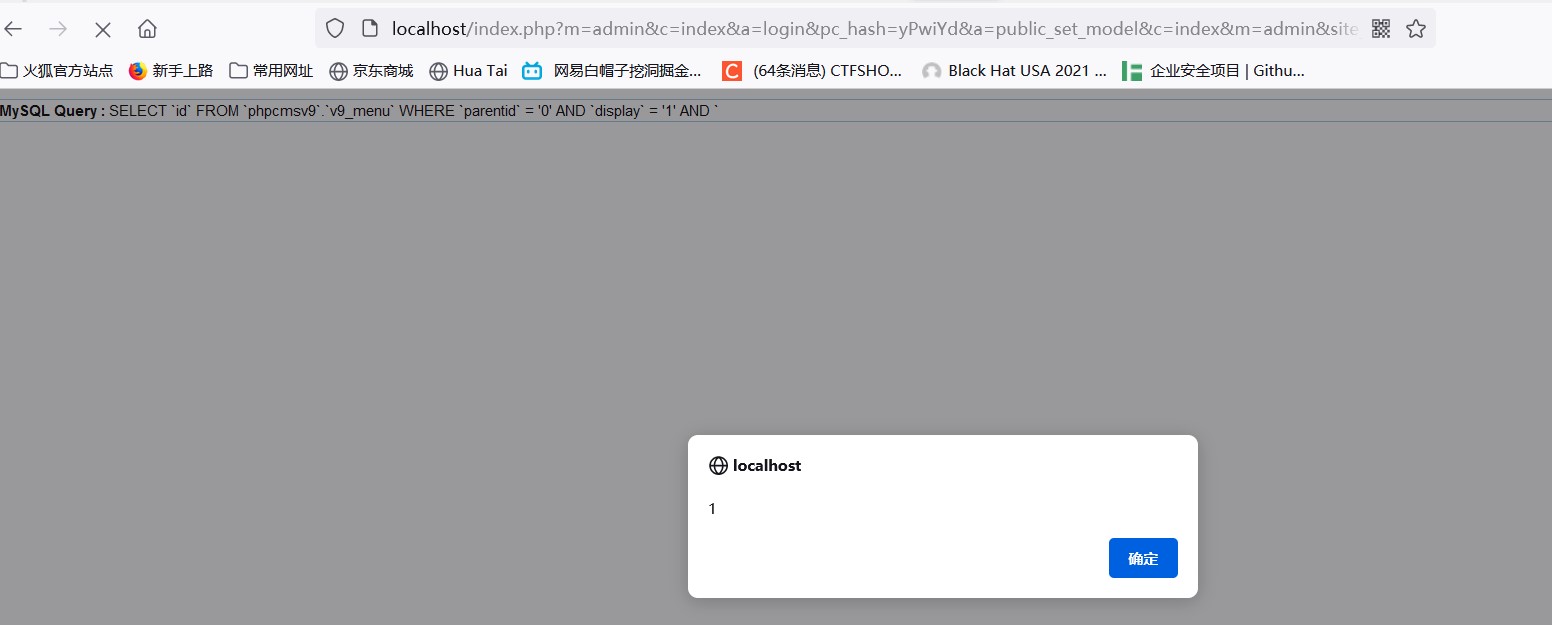 localhost/index.php?m=admin&c=index&a=login&pc_hash=yPwiYd&a=public_set_model&c=index&m=admin&site
火狐官方站点 新手上路 常用网址 京东商城 Hua Tai 网易白帽子挖洞掘金... C (64条消息) CTFSHO... Black Hat USA 2021 ... 企业安全项目 | Githu...
MySQL Query : SELECT `id` FROM `phpcmsv9`.`v9_menu` WHERE `parentid` = '0' AND `display` = '1' AND `
localhost
1
确定